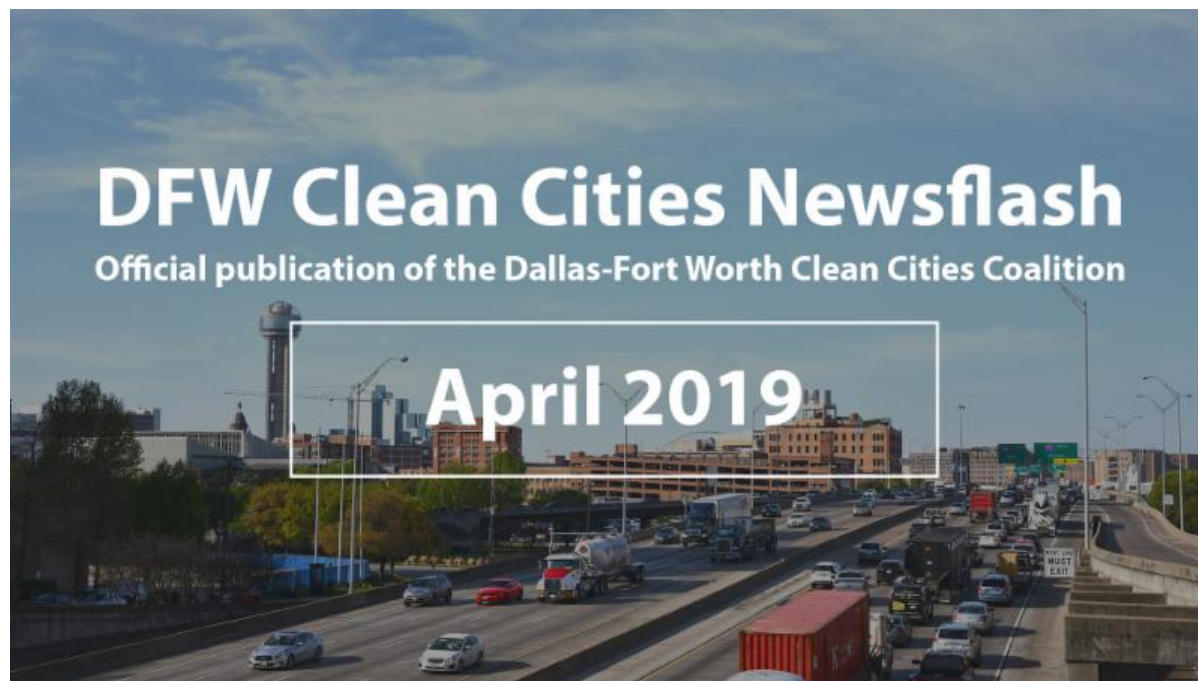 DFW Clean Cities Newsflash
Official publication of the Dallas-Fort Worth Clean Cities Coalition
April 2019
MUST
EXIT